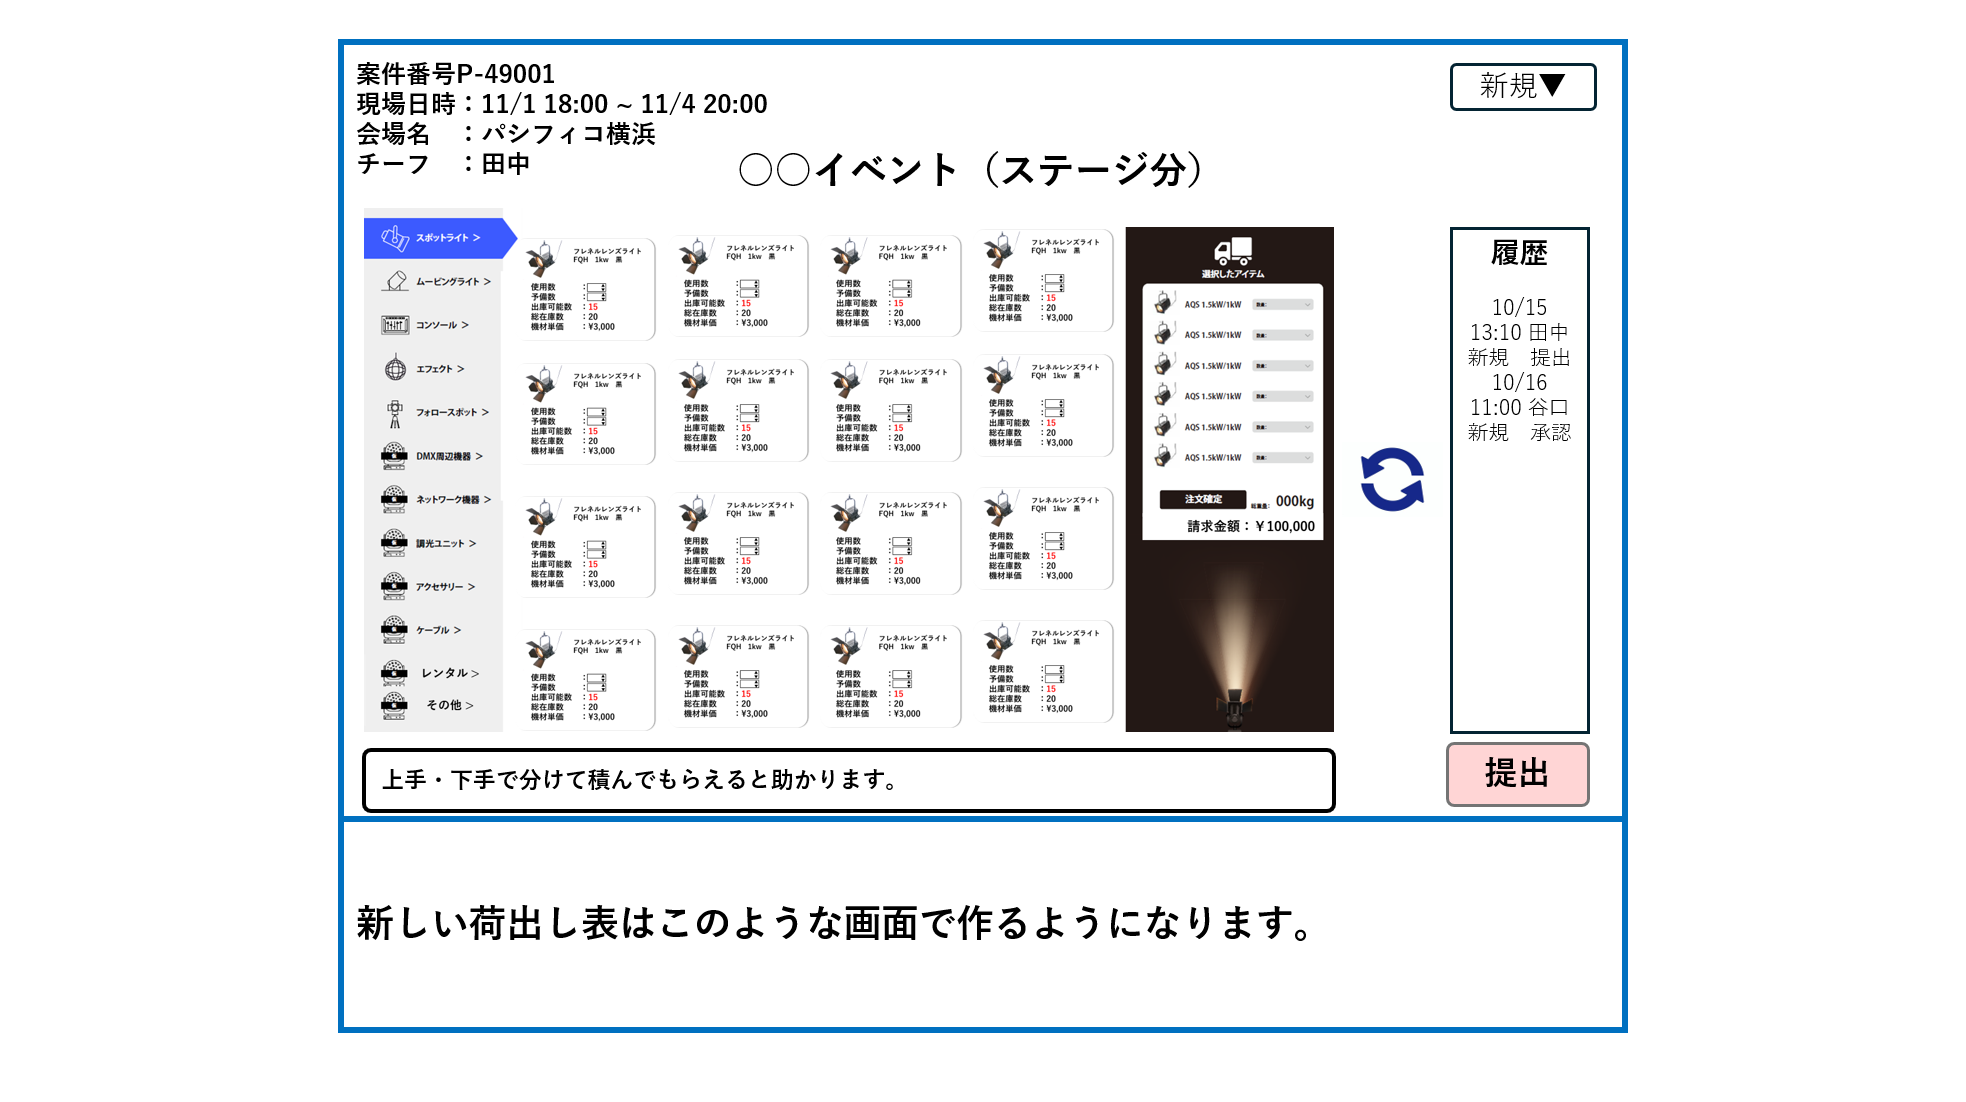 案件番号P-49001
現場日時：11/1 18:00 ~ 11/4 20:00
会場名　：パシフィコ横浜
チーフ　：田中
新規▼
○○イベント（ステージ分）
スポットライト >
ムービングライト >
コンソール >
エフェクト >
フォロースポット >
DMX周辺機器 >
ネットワーク機器 >
調光ユニット >
アクセサリー >
ケーブル >
レンタル >
その他 >
フレネルレンズライト
FQH　1kw　黒
使用数　：
予備数　：
出庫可能数：15
総在庫数　：20
機材単価　：¥3,000
フレネルレンズライト
FQH　1kw　黒
使用数　：
予備数　：
出庫可能数：15
総在庫数　：20
機材単価　：¥3,000
フレネルレンズライト
FQH　1kw　黒
使用数　：
予備数　：
出庫可能数：15
総在庫数　：20
機材単価　：¥3,000
フレネルレンズライト
FQH　1kw　黒
使用数　：
予備数　：
出庫可能数：15
総在庫数　：20
機材単価　：¥3,000
フレネルレンズライト
FQH　1kw　黒
使用数　：
予備数　：
出庫可能数：15
総在庫数　：20
機材単価　：¥3,000
フレネルレンズライト
FQH　1kw　黒
使用数　：
予備数　：
出庫可能数：15
総在庫数　：20
機材単価　：¥3,000
フレネルレンズライト
FQH　1kw　黒
使用数　：
予備数　：
出庫可能数：15
総在庫数　：20
機材単価　：¥3,000
フレネルレンズライト
FQH　1kw　黒
使用数　：
予備数　：
出庫可能数：15
総在庫数　：20
機材単価　：¥3,000
フレネルレンズライト
FQH　1kw　黒
使用数　：
予備数　：
出庫可能数：15
総在庫数　：20
機材単価　：¥3,000
フレネルレンズライト
FQH　1kw　黒
使用数　：
予備数　：
出庫可能数：15
総在庫数　：20
機材単価　：¥3,000
フレネルレンズライト
FQH　1kw　黒
使用数　：
予備数　：
出庫可能数：15
総在庫数　：20
機材単価　：¥3,000
フレネルレンズライト
FQH　1kw　黒
使用数　：
予備数　：
出庫可能数：15
総在庫数　：20
機材単価　：¥3,000
フレネルレンズライト
FQH　1kw　黒
使用数　：
予備数　：
出庫可能数：15
総在庫数　：20
機材単価　：¥3,000
フレネルレンズライト
FQH　1kw　黒
使用数　：
予備数　：
出庫可能数：15
総在庫数　：20
機材単価　：¥3,000
フレネルレンズライト
FQH　1kw　黒
使用数　：
予備数　：
出庫可能数：15
総在庫数　：20
機材単価　：¥3,000
フレネルレンズライト
FQH　1kw　黒
使用数　：
予備数　：
出庫可能数：15
総在庫数　：20
機材単価　：¥3,000
選択したアイテム
AQS 1.5kW/1kW
AQS 1.5kW/1kW
AQS 1.5kW/1kW
AQS 1.5kW/1kW
AQS 1.5kW/1kW
AQS 1.5kW/1kW
注文確定
総重量： 000kg
請求金額：￥100,000
履歴
10/15
13:10 田中
新規　提出
10/16
11:00 谷口
新規　承認
提出
上手・下手で分けて積んでもらえると助かります。
新しい荷出し表はこのような画面で作るようになります。